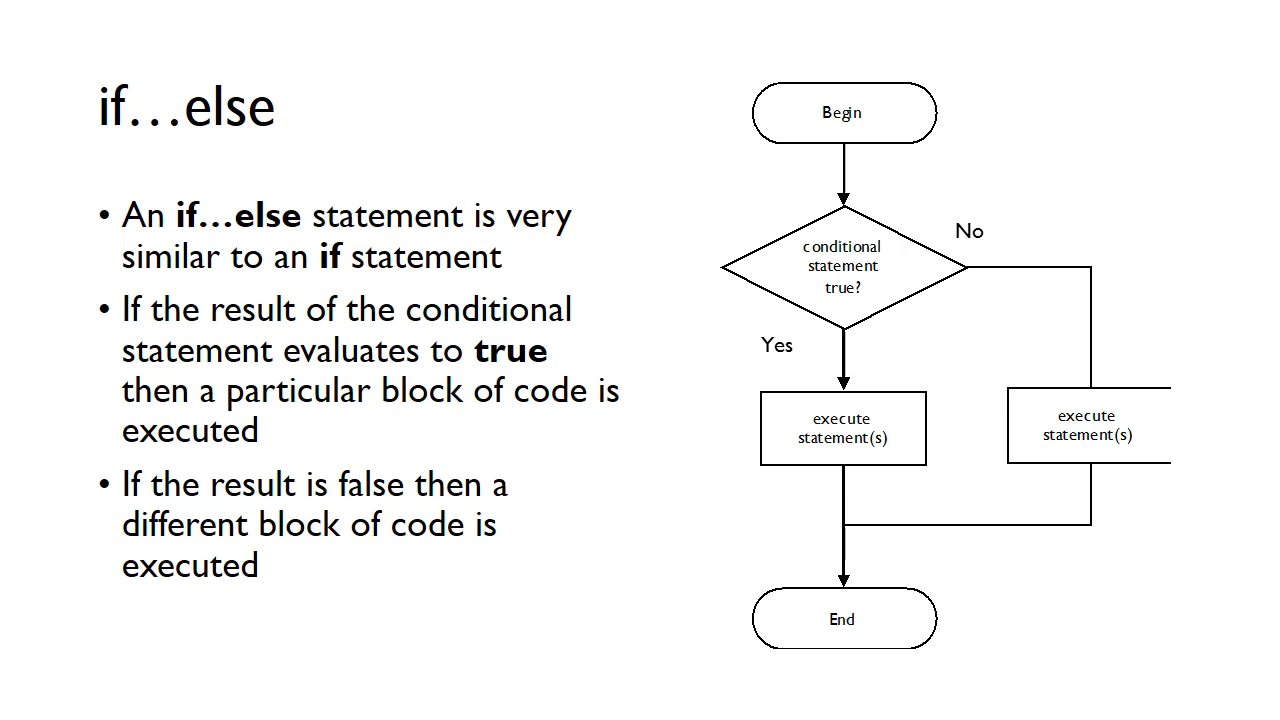 if…else
• An if…else statement is very
similar to an if statement
• If the result of the conditional
statement evaluates to true
then a particular block of code is
executed
• If the result is false then a
different block of code is
executed
Begin
conditional
statement
true?
No
Yes
execute
statement(s)
execute
statement(s)
End